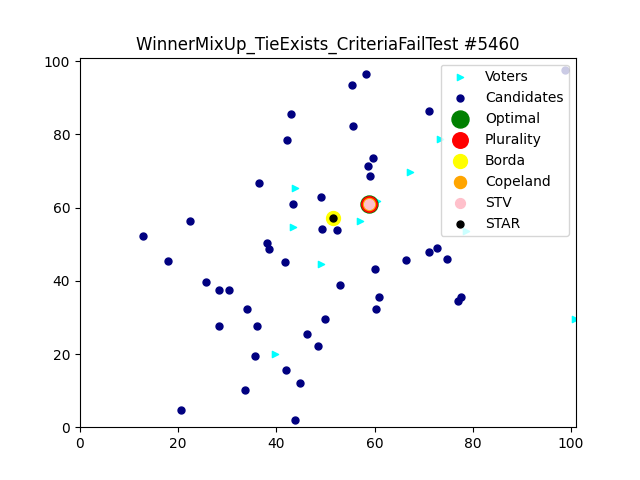 WinnerMixUp_TieExists_CriteriaFailTest #5460
100
80
60
40
20
0
0
20
40
60
80
100
Voters
Candidates
Optimal
Plurality
Borda
Copeland
STV
STAR